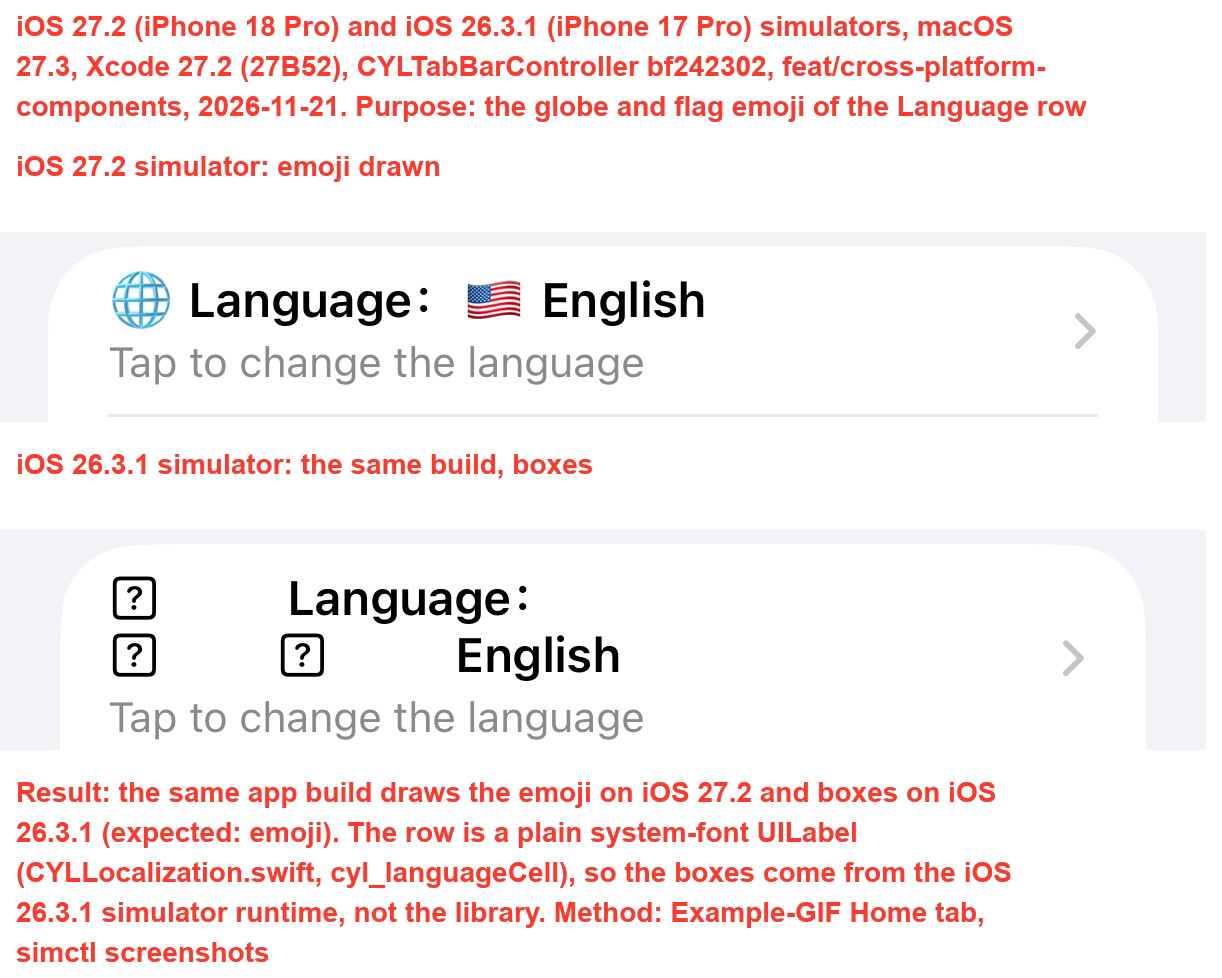 iOS 27.2 (iPhone 18 Pro) and iOS 26.3.1 (iPhone 17 Pro) simulators, macOS
27.3, Xcode 27.2 (27B52), CYLTabBarController bf242302, feat/cross-platform-
components, 2026-11-21. Purpose: the globe and flag emoji of the Language row
iOS 27.2 simulator: emoji drawn
🌐 Language： 🇺🇸 English
Tap to change the language
iOS 26.3.1 simulator: the same build, boxes
? Language：
? ? English
Tap to change the language
Result: the same app build draws the emoji on iOS 27.2 and boxes on iOS
26.3.1 (expected: emoji). The row is a plain system-font UILabel
(CYLLocalization.swift, cyl_languageCell), so the boxes come from the iOS
26.3.1 simulator runtime, not the library. Method: Example-GIF Home tab,
simctl screenshots